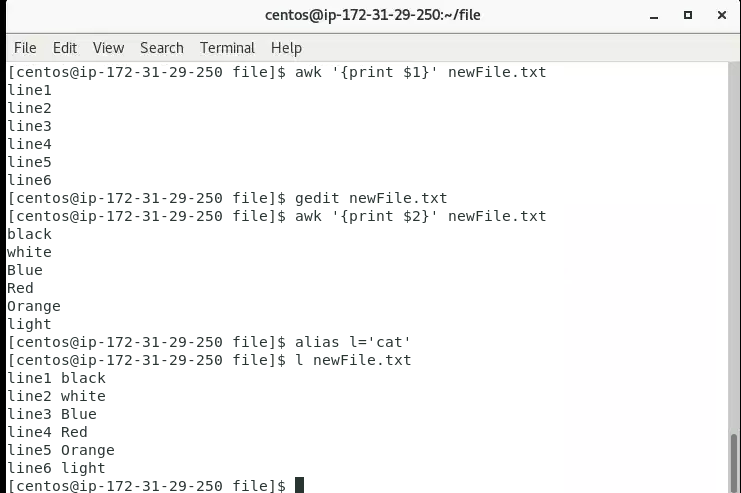 centos@ip-172-31-29-250:~/file
File Edit View Search Terminal Help
[centos@ip-172-31-29-250 file]$ awk '{print $1}' newFile.txt
line1
line2
line3
line4
line5
line6
[centos@ip-172-31-29-250 file]$ gedit newFile.txt
[centos@ip-172-31-29-250 file]$ awk '{print $2}' newFile.txt
black
white
Blue
Red
Orange
light
[centos@ip-172-31-29-250 file]$ alias l='cat'
[centos@ip-172-31-29-250 file]$ l newFile.txt
line1 black
line2 white
line3 Blue
line4 Red
line5 Orange
line6 light
[centos@ip-172-31-29-250 file]$